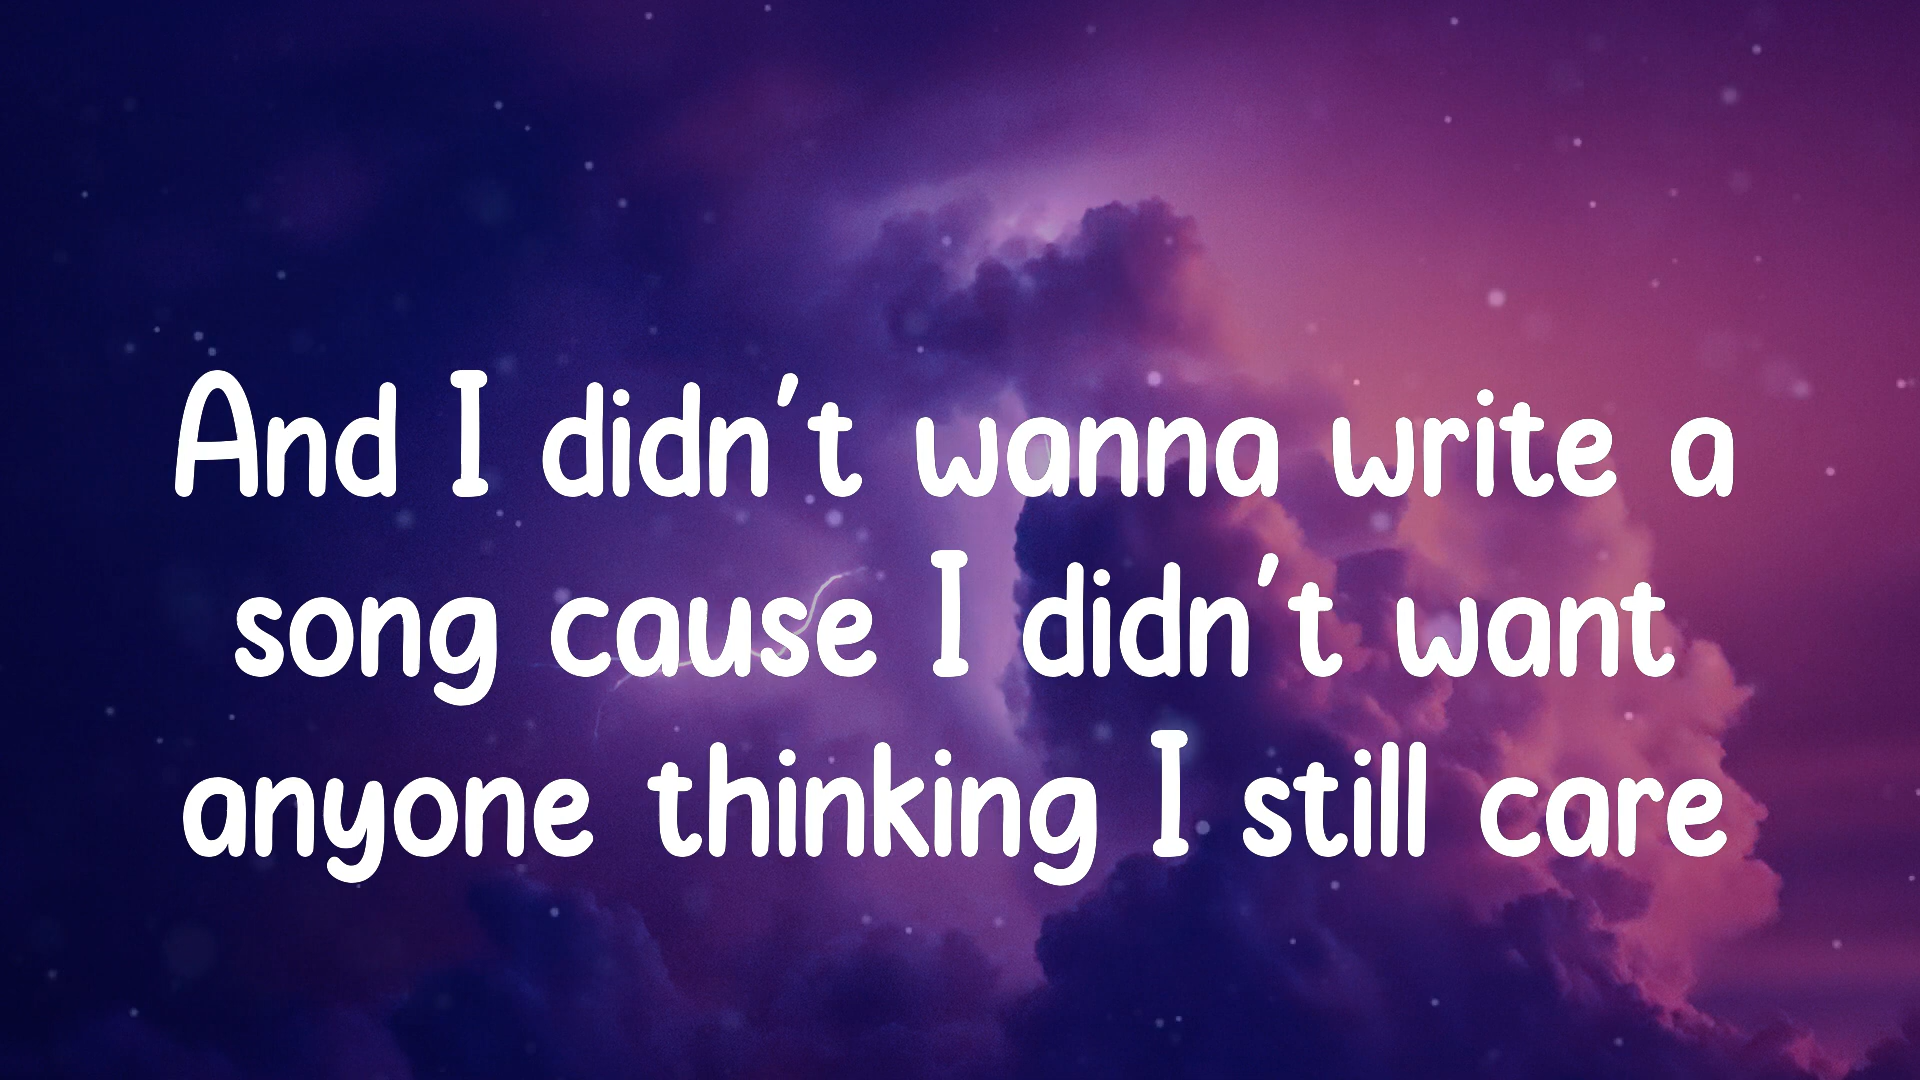 And I didn't wanna write a
song cause I didn't want
anyone thinking I still care